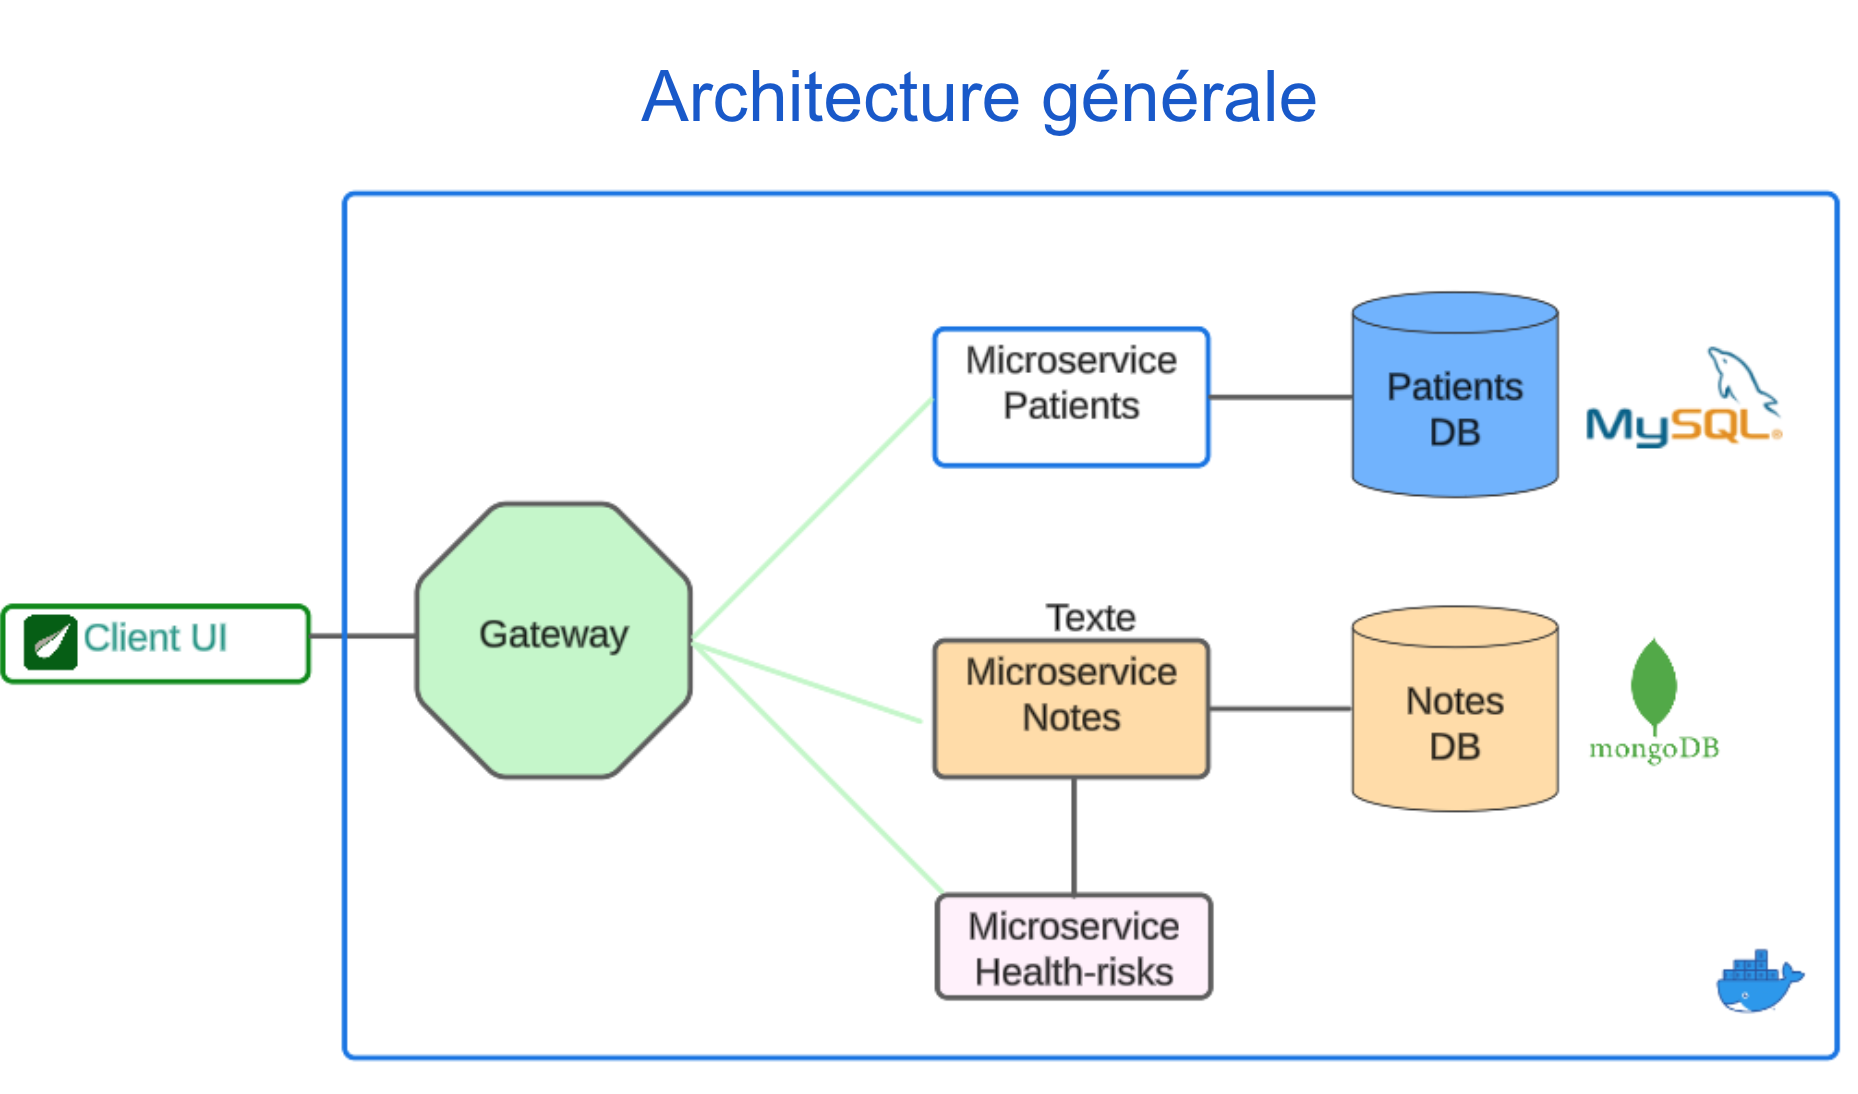 Architecture générale
Microservice
Patients
Patients
DB
MySQL®
Client UI
Gateway
Texte
Microservice
Notes
Notes
DB
mongoDB
Microservice
Health-risks